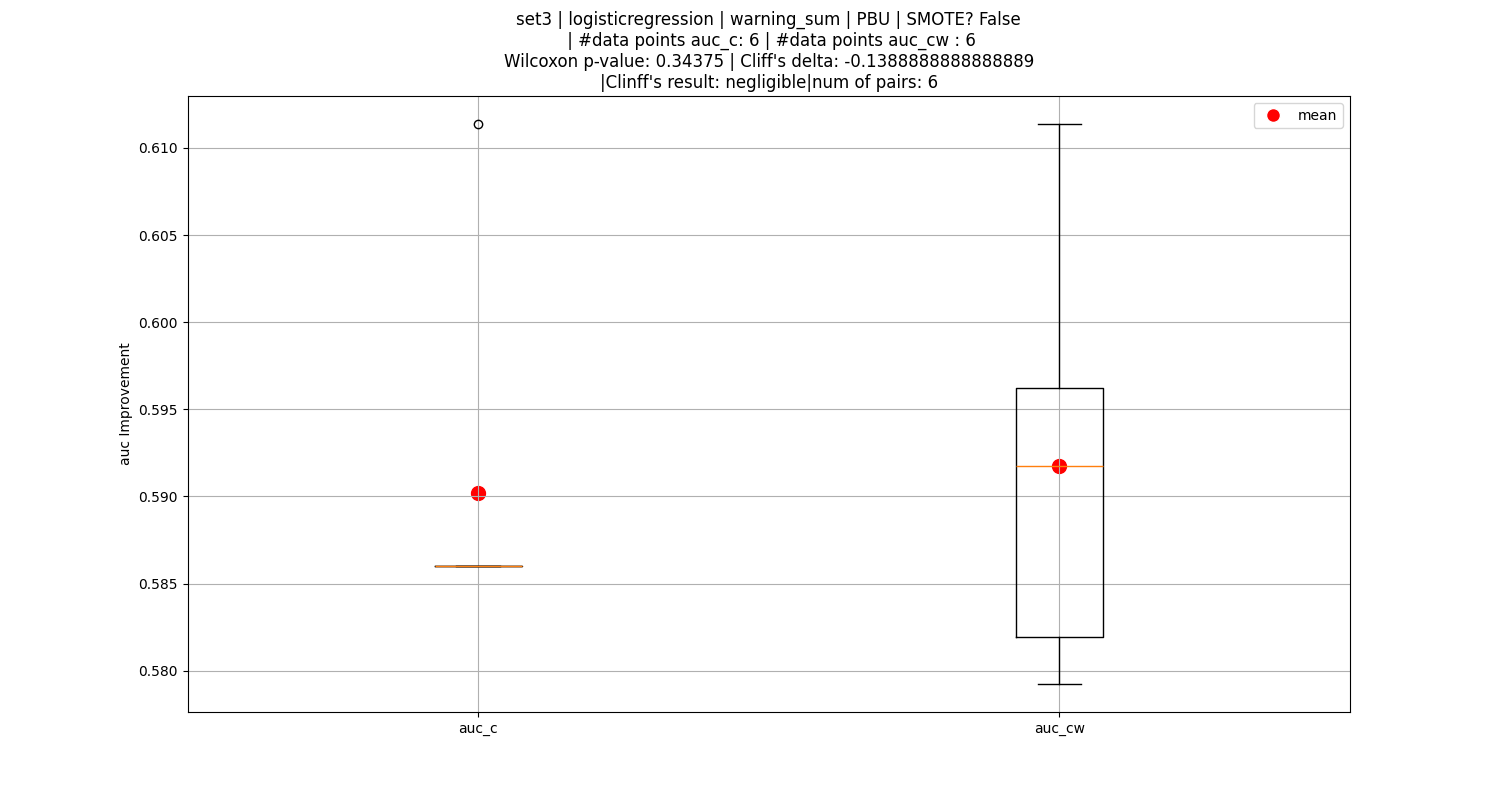 set3 | logisticregression | warning_sum | PBU | SMOTE? False
| #data points auc_c: 6 | #data points auc_cw : 6
Wilcoxon p-value: 0.34375 | Cliff's delta: -0.1388888888888889
|Clinff's result: negligible|num of pairs: 6
mean
0.610
0.605
0.600
0.595
0.590
0.585
0.580
auc Improvement
auc_c
auc_cw